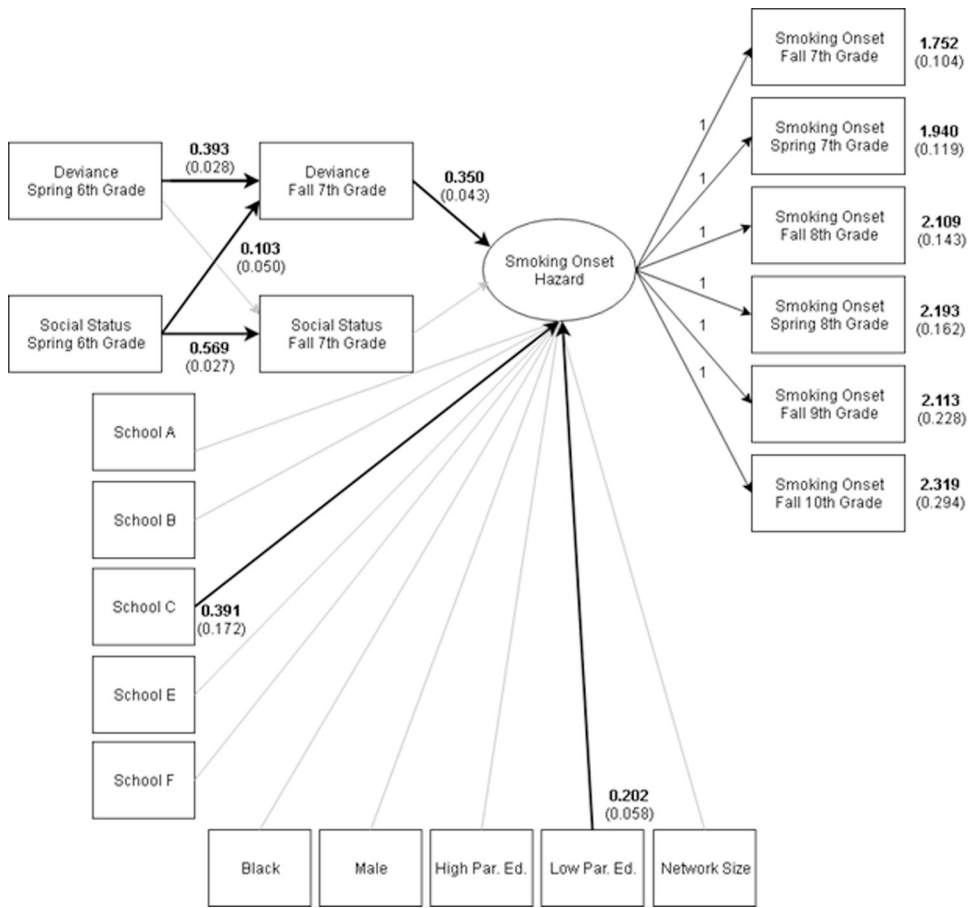 Smoking Onset
Fall 7th Grade
1.752
(0.104)
Smoking Onset
Spring 7th Grade
1.940
(0.119)
Smoking Onset
Fall 8th Grade
2.109
(0.143)
Smoking Onset
Spring 8th Grade
2.193
(0.162)
Smoking Onset
Fall 9th Grade
2.113
(0.228)
Smoking Onset
Fall 10th Grade
2.319
(0.294)
1
1
1
1
1
1
Deviance
Spring 6th Grade
0.393
(0.028)
Deviance
Fall 7th Grade
0.350
(0.043)
0.103
(0.050)
Social Status
Spring 6th Grade
0.569
(0.027)
Social Status
Fall 7th Grade
Smoking Onset
Hazard
School A
School B
School C
0.391
(0.172)
School E
School F
0.202
(0.058)
Black
Male
High Par. Ed.
Low Par. Ed.
Network Size